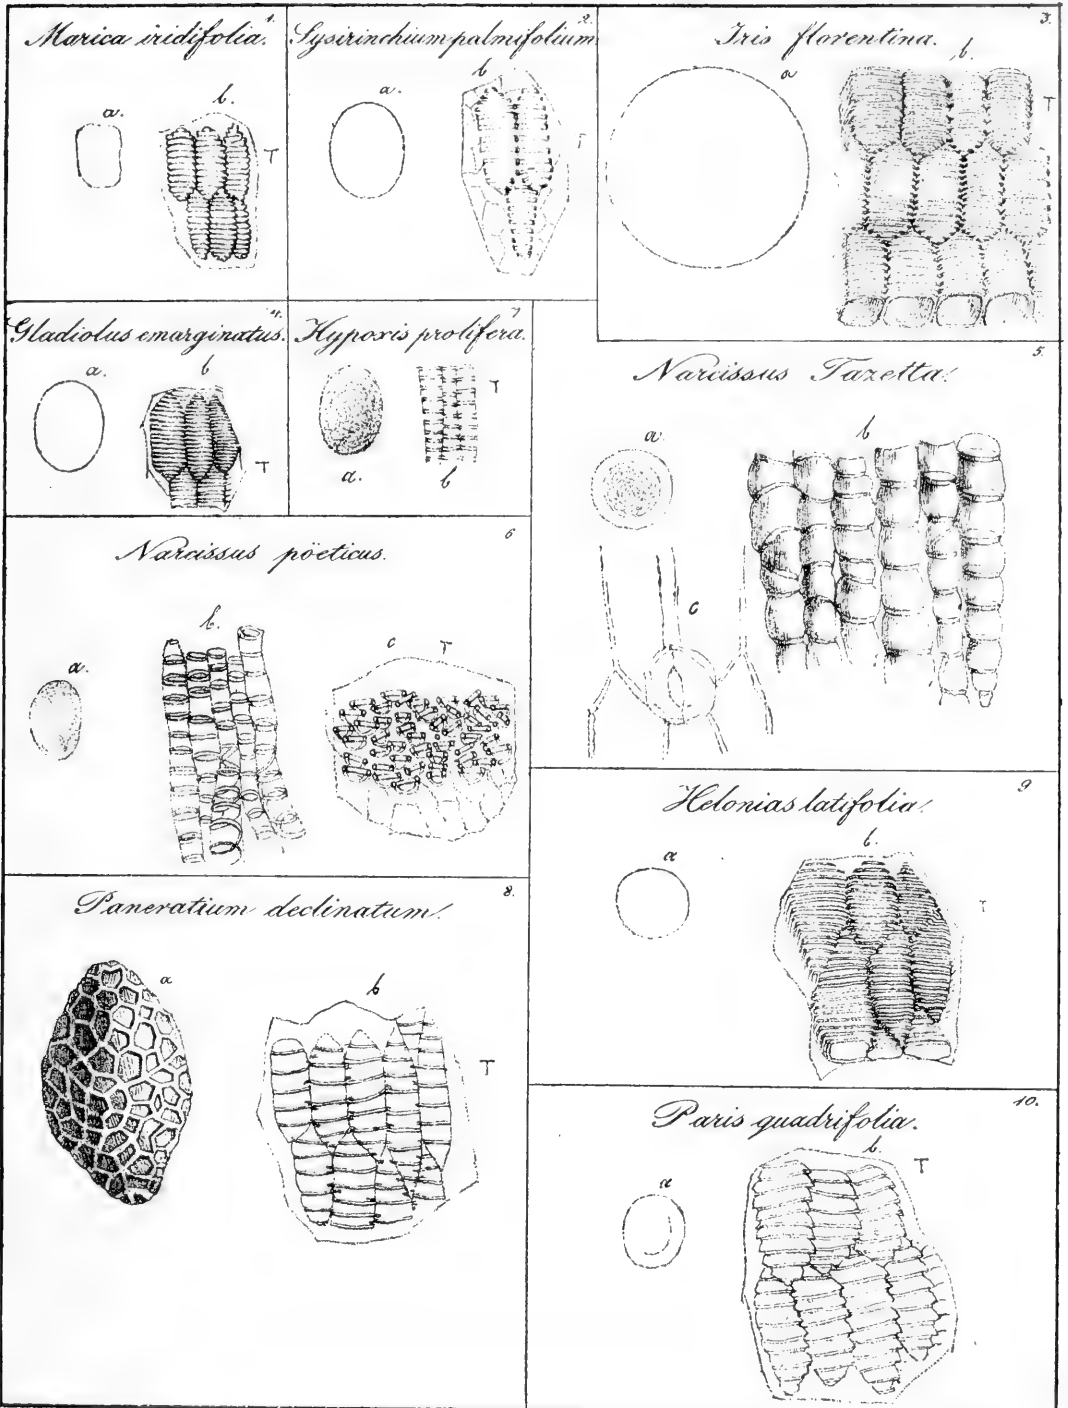 1.
Marica iridifolia.
a.
b.
T
2.
Sysirinchium palmifolium
a.
b
T
3.
Iris florentina.
a
b.
T
4.
Gladiolus emarginatus.
a.
b
T
7
Hypoxis prolifera.
T
a.
b
5.
Narcissus Tazetta.
a.
b
c
6
Narcissus pöeticus.
a.
b.
c
T
9
Helonias latifolia.
a
b.
T
8.
Paneratium declinatum.
a
b
T
10.
Paris quadrifolia.
a
b.
T